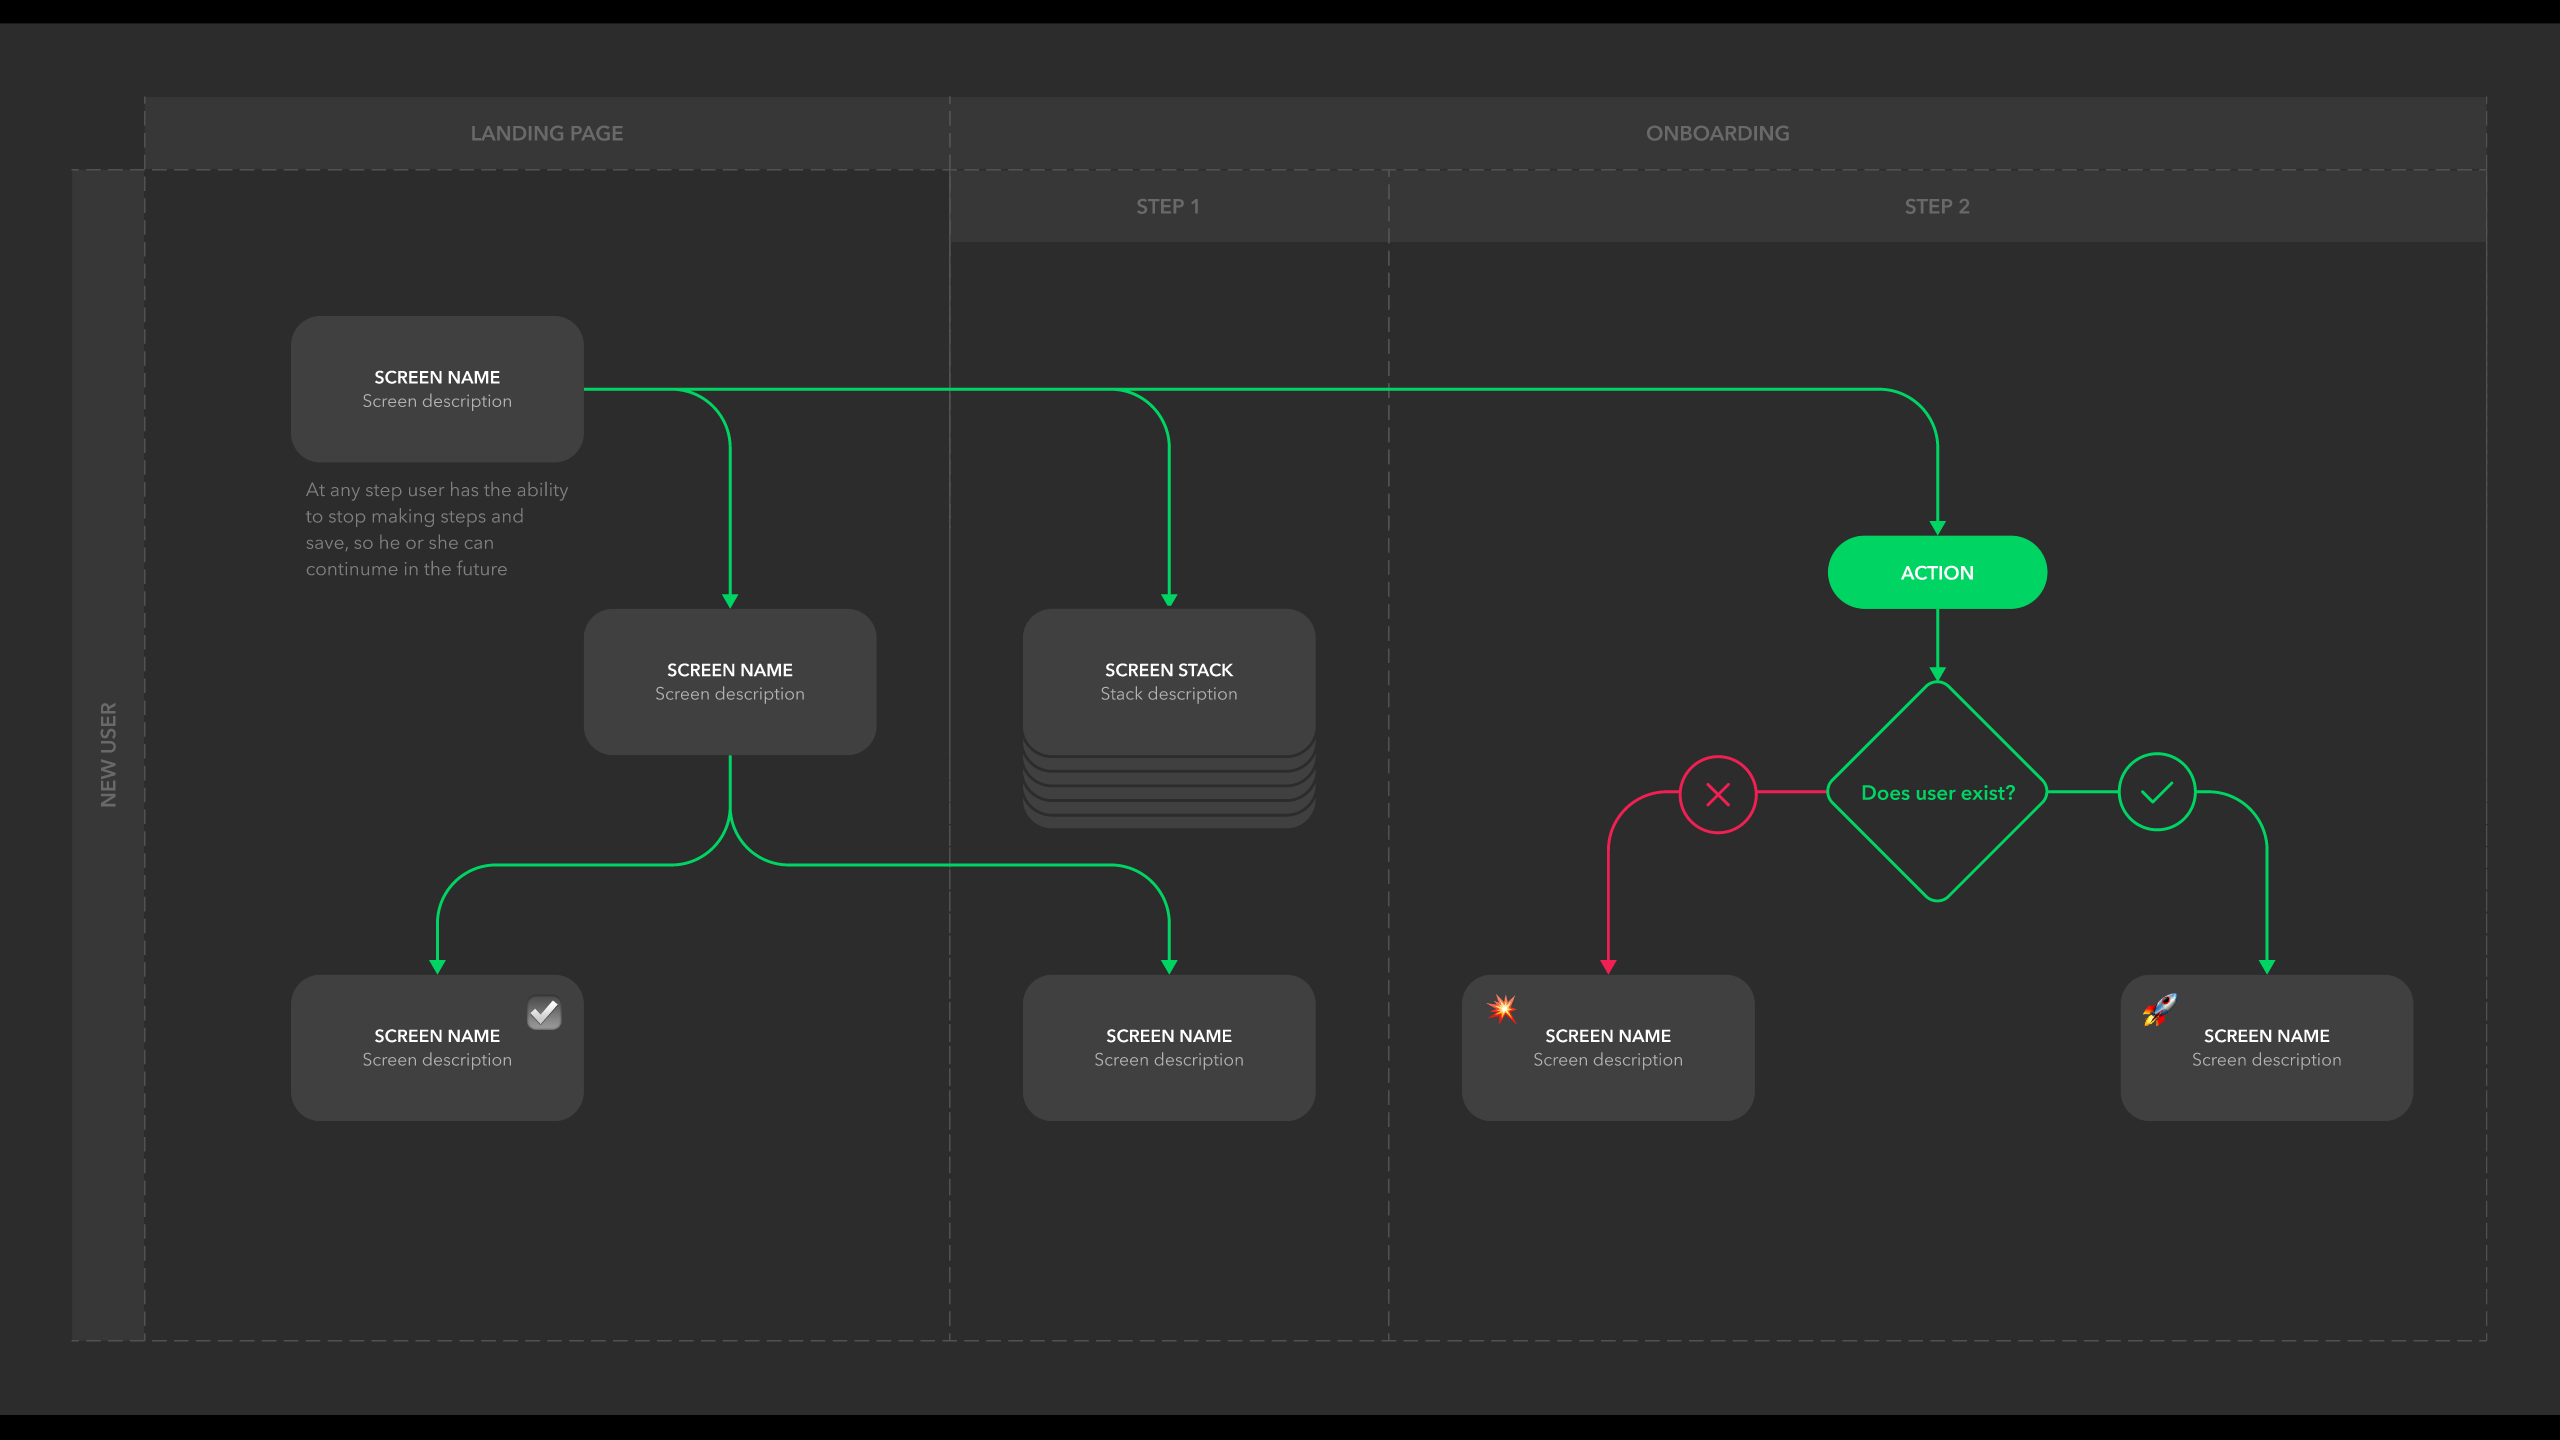 LANDING PAGE
ONBOARDING
STEP 1
STEP 2
NEW USER
SCREEN NAME
Screen description
At any step user has the ability
to stop making steps and
save, so he or she can
continume in the future
ACTION
SCREEN NAME
Screen description
SCREEN STACK
Stack description
Does user exist?
SCREEN NAME
Screen description
SCREEN NAME
Screen description
SCREEN NAME
Screen description
SCREEN NAME
Screen description